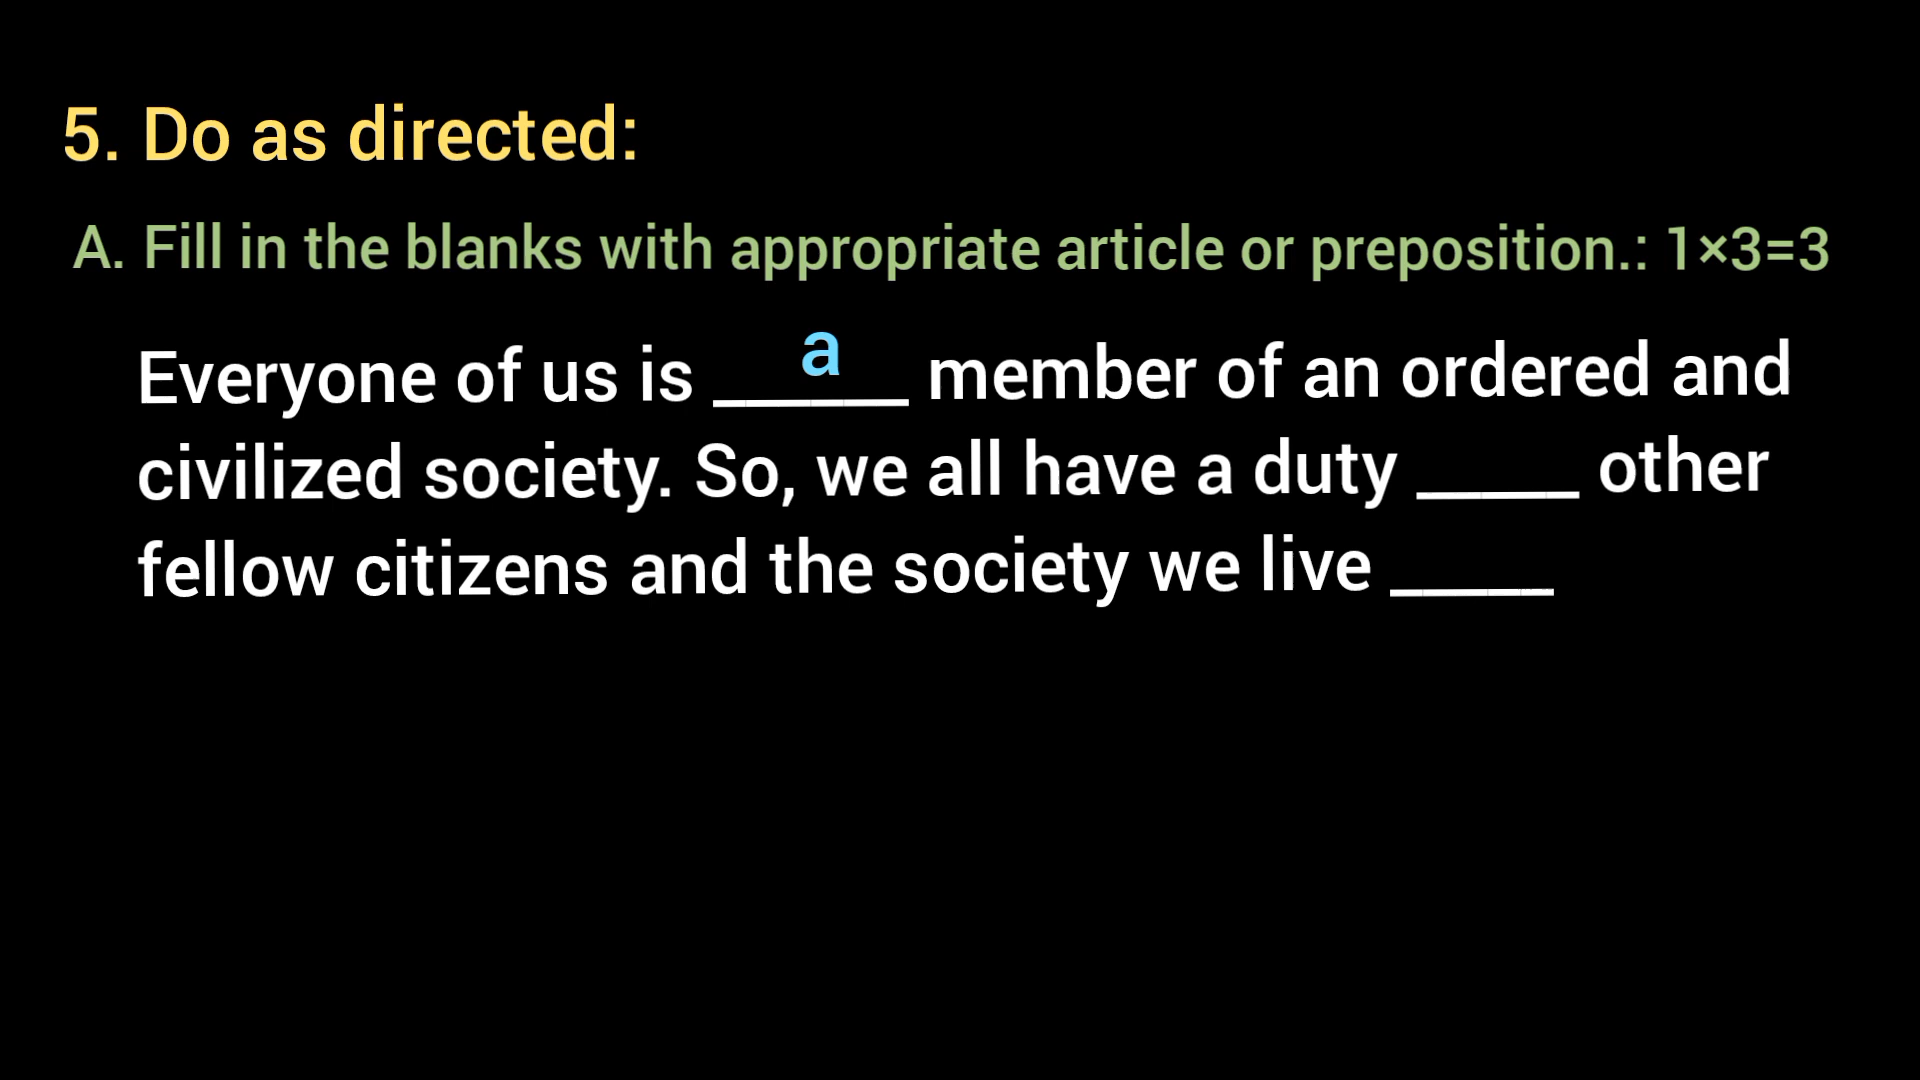 5. Do as directed:
A. Fill in the blanks with appropriate article or preposition.: 1×3=3
Everyone of us is ___a___ member of an ordered and
civilized society. So, we all have a duty _____ other
fellow citizens and the society we live _____